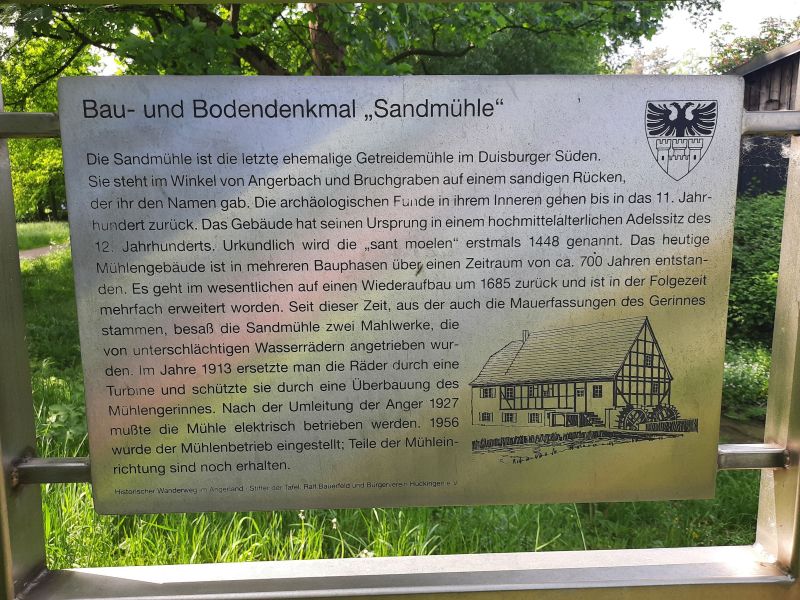 Bau- und Bodendenkmal „Sandmühle“
Die Sandmühle ist die letzte ehemalige Getreidemühle im Duisburger Süden.
Sie steht im Winkel von Angerbach und Bruchgraben auf einem sandigen Rücken,
der ihr den Namen gab. Die archäologischen Funde in ihrem Inneren gehen bis in das 11. Jahr-
hundert zurück. Das Gebäude hat seinen Ursprung in einem hochmittelalterlichen Adelssitz des
12. Jahrhunderts. Urkundlich wird die „sant moelen“ erstmals 1448 genannt. Das heutige
Mühlengebäude ist in mehreren Bauphasen über einen Zeitraum von ca. 700 Jahren entstan-
den. Es geht im wesentlichen auf einen Wiederaufbau um 1685 zurück und ist in der Folgezeit
mehrfach erweitert worden. Seit dieser Zeit, aus der auch die Mauerfassungen des Gerinnes
stammen, besaß die Sandmühle zwei Mahlwerke, die
von unterschlächtigen Wasserrädern angetrieben wur-
den. Im Jahre 1913 ersetzte man die Räder durch eine
Turbine und schützte sie durch eine Überbauung des
Mühlengerinnes. Nach der Umleitung der Anger 1927
mußte die Mühle elektrisch betrieben werden. 1956
wurde der Mühlenbetrieb eingestellt; Teile der Mühlein-
richtung sind noch erhalten.
Historischer Wanderweg im Angerland · Stifter der Tafel: Ralf Bauerfeld und Bürgerverein Huckingen e.V.